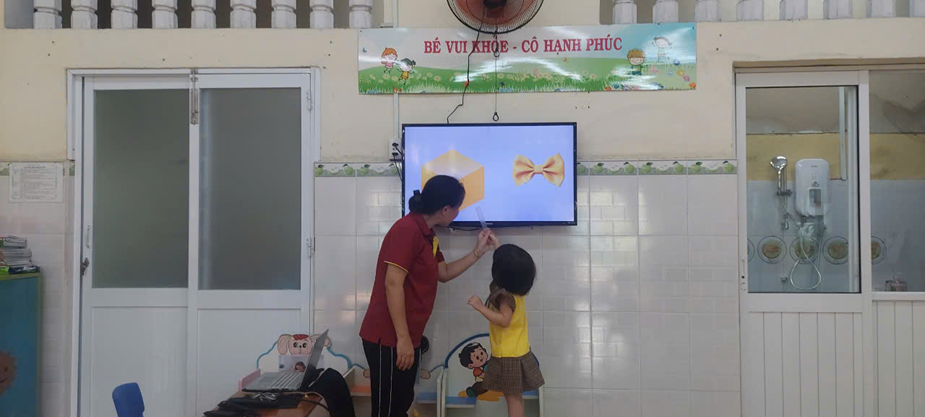 BÉ VUI KHỎE - CÔ HẠNH PHÚC